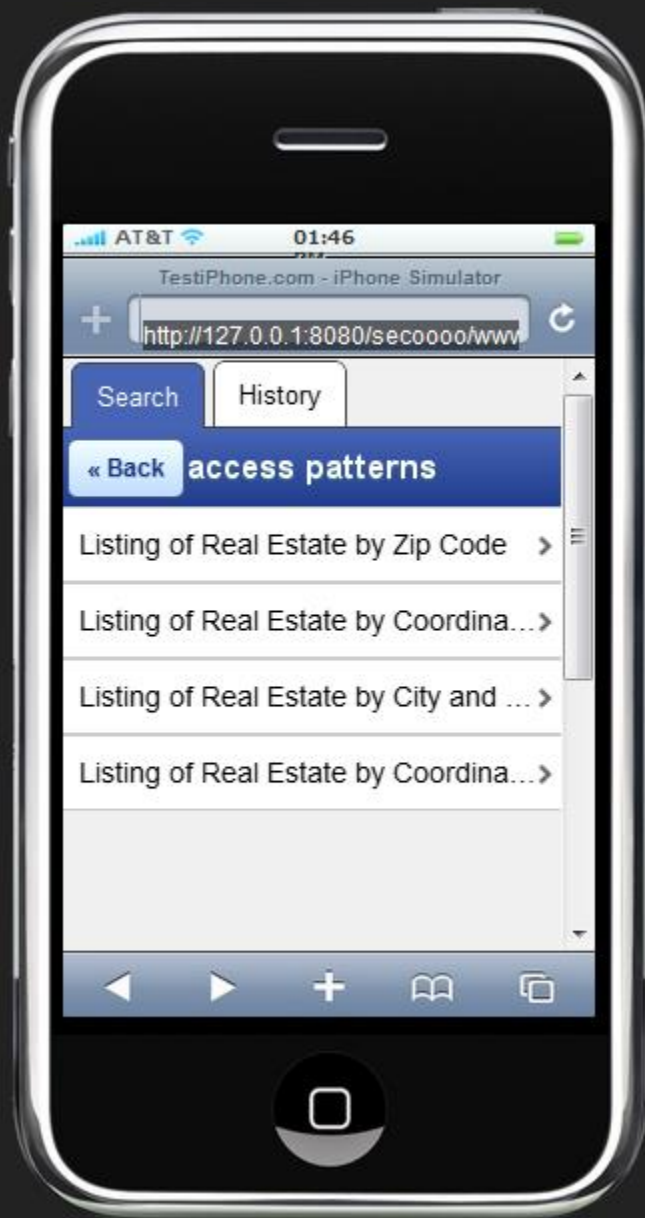 AT&T 01:46
TestiPhone.com - iPhone Simulator
http://127.0.0.1:8080/secoooo/www
Search History
« Back access patterns
Listing of Real Estate by Zip Code
Listing of Real Estate by Coordina...
Listing of Real Estate by City and ...
Listing of Real Estate by Coordina...